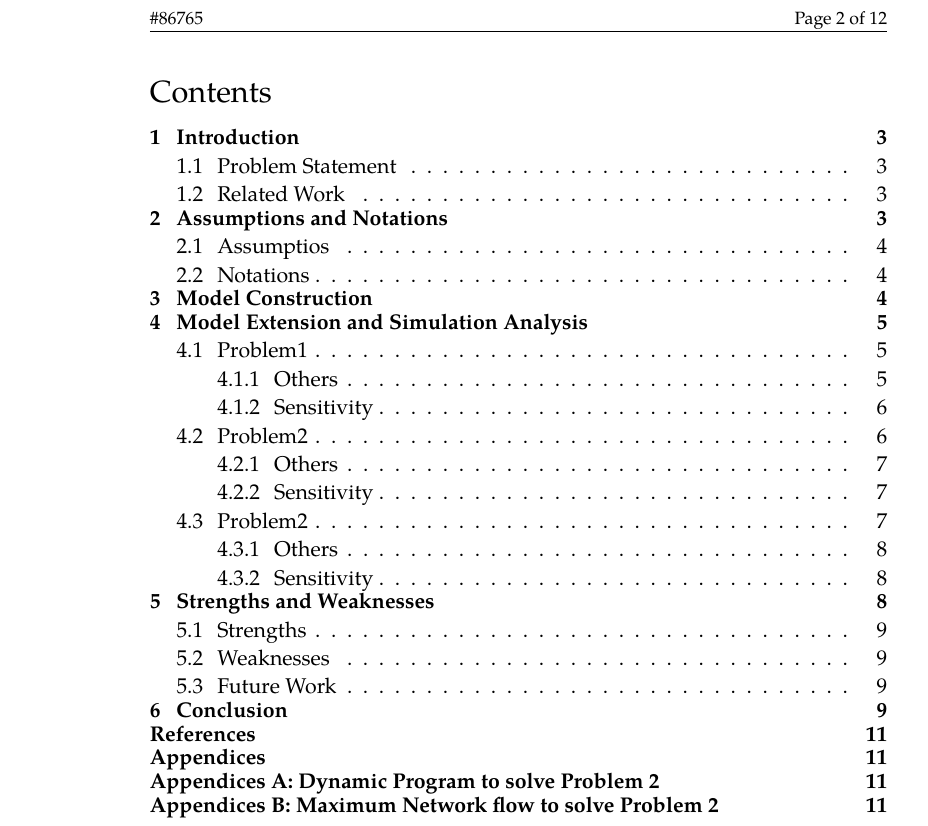 #86765 Page 2 of 12
Contents
1 Introduction 3
1.1 Problem Statement . . . . . . . . . . . . . . . . . . . . . . . . . . . . 3
1.2 Related Work . . . . . . . . . . . . . . . . . . . . . . . . . . . . . . . 3
2 Assumptions and Notations 3
2.1 Assumptios . . . . . . . . . . . . . . . . . . . . . . . . . . . . . . . . 4
2.2 Notations . . . . . . . . . . . . . . . . . . . . . . . . . . . . . . . . . . 4
3 Model Construction 4
4 Model Extension and Simulation Analysis 5
4.1 Problem1 . . . . . . . . . . . . . . . . . . . . . . . . . . . . . . . . . . 5
4.1.1 Others . . . . . . . . . . . . . . . . . . . . . . . . . . . . . . . . 5
4.1.2 Sensitivity . . . . . . . . . . . . . . . . . . . . . . . . . . . . . . 6
4.2 Problem2 . . . . . . . . . . . . . . . . . . . . . . . . . . . . . . . . . . 6
4.2.1 Others . . . . . . . . . . . . . . . . . . . . . . . . . . . . . . . . 7
4.2.2 Sensitivity . . . . . . . . . . . . . . . . . . . . . . . . . . . . . . 7
4.3 Problem2 . . . . . . . . . . . . . . . . . . . . . . . . . . . . . . . . . . 7
4.3.1 Others . . . . . . . . . . . . . . . . . . . . . . . . . . . . . . . . 8
4.3.2 Sensitivity . . . . . . . . . . . . . . . . . . . . . . . . . . . . . . 8
5 Strengths and Weaknesses 8
5.1 Strengths . . . . . . . . . . . . . . . . . . . . . . . . . . . . . . . . . . 9
5.2 Weaknesses . . . . . . . . . . . . . . . . . . . . . . . . . . . . . . . . 9
5.3 Future Work . . . . . . . . . . . . . . . . . . . . . . . . . . . . . . . . 9
6 Conclusion 9
References 11
Appendices 11
Appendices A: Dynamic Program to solve Problem 2 11
Appendices B: Maximum Network flow to solve Problem 2 11